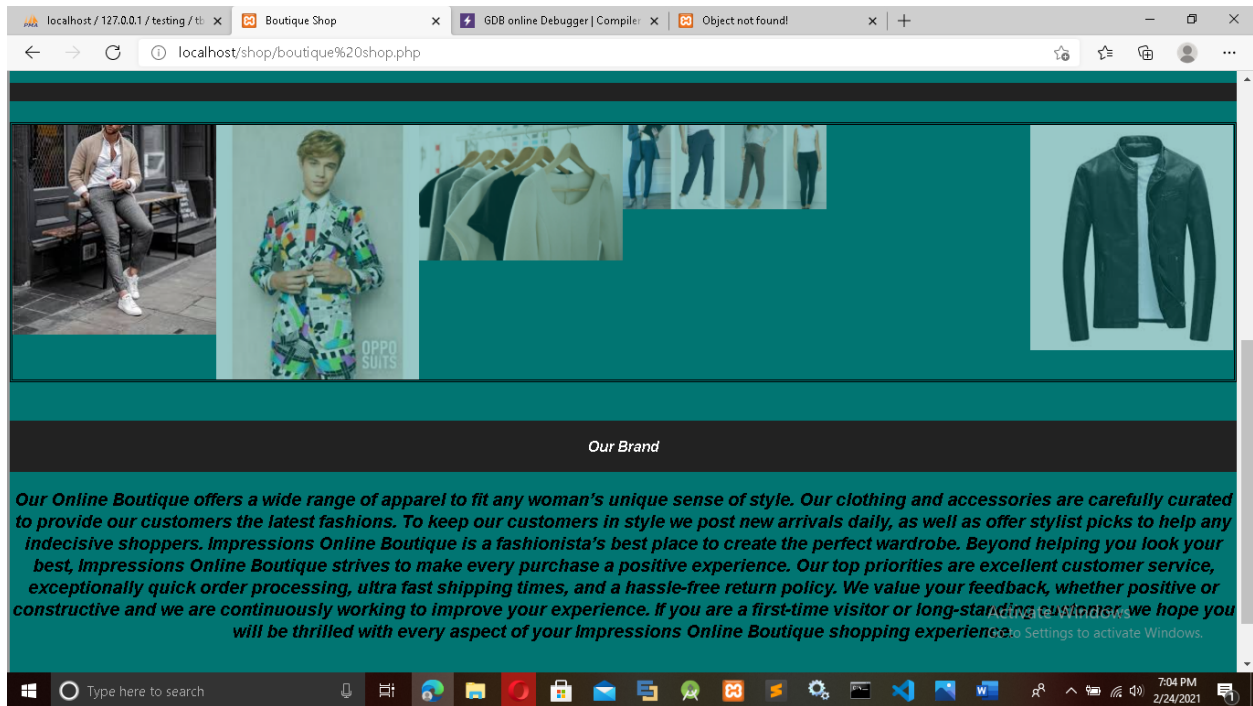 localhost / 127.0.0.1 / testing / tb
Boutique Shop
GDB online Debugger | Compiler
Object not found!
localhost/shop/boutique%20shop.php
OPPO
SUITS
Our Brand
Our Online Boutique offers a wide range of apparel to fit any woman's unique sense of style. Our clothing and accessories are carefully curated
to provide our customers the latest fashions. To keep our customers in style we post new arrivals daily, as well as offer stylist picks to help any
indecisive shoppers. Impressions Online Boutique is a fashionista's best place to create the perfect wardrobe. Beyond helping you look your
best, Impressions Online Boutique strives to make every purchase a positive experience. Our top priorities are excellent customer service,
exceptionally quick order processing, ultra fast shipping times, and a hassle-free return policy. We value your feedback, whether positive or
constructive and we are continuously working to improve your experience. If you are a first-time visitor or long-standing customer, we hope you
will be thrilled with every aspect of your Impressions Online Boutique shopping experience.
Activate Windows
Go to Settings to activate Windows.
Type here to search
7:04 PM
2/24/2021
1